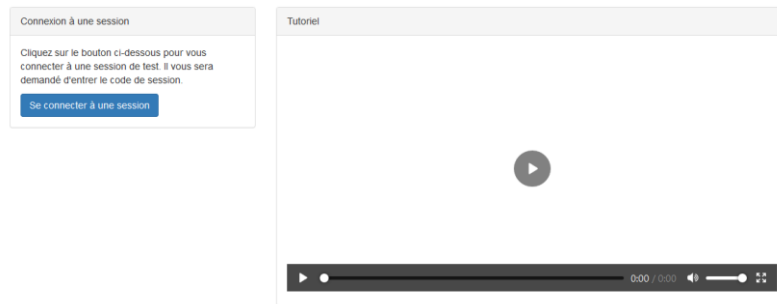 Connexion à une session
Cliquez sur le bouton ci-dessous pour vous
connecter à une session de test. Il vous sera
demandé d'entrer le code de session.
Se connecter à une session
Tutoriel
0:00 / 0:00